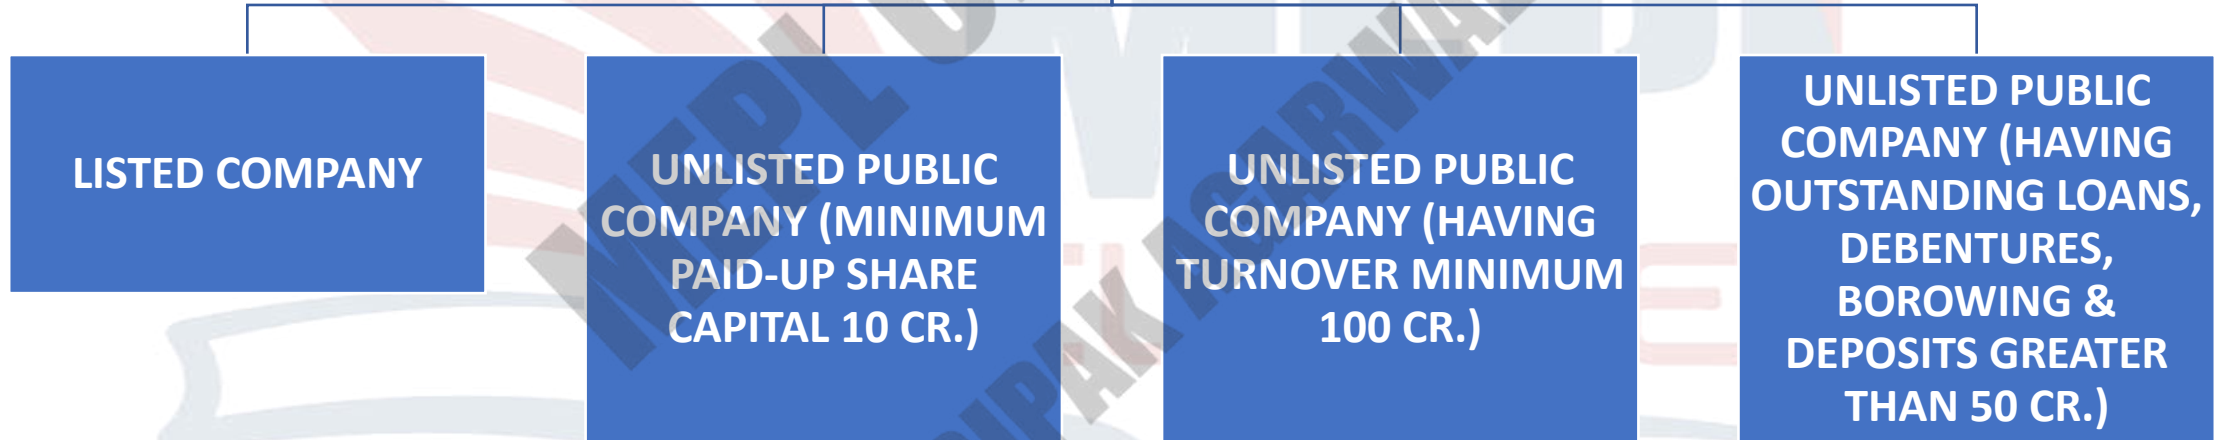 LISTED COMPANY
UNLISTED PUBLIC
COMPANY (MINIMUM
PAID-UP SHARE
CAPITAL 10 CR.)
UNLISTED PUBLIC
COMPANY (HAVING
TURNOVER MINIMUM
100 CR.)
UNLISTED PUBLIC
COMPANY (HAVING
OUTSTANDING LOANS,
DEBENTURES,
BOROWING &
DEPOSITS GREATER
THAN 50 CR.)
MEPL